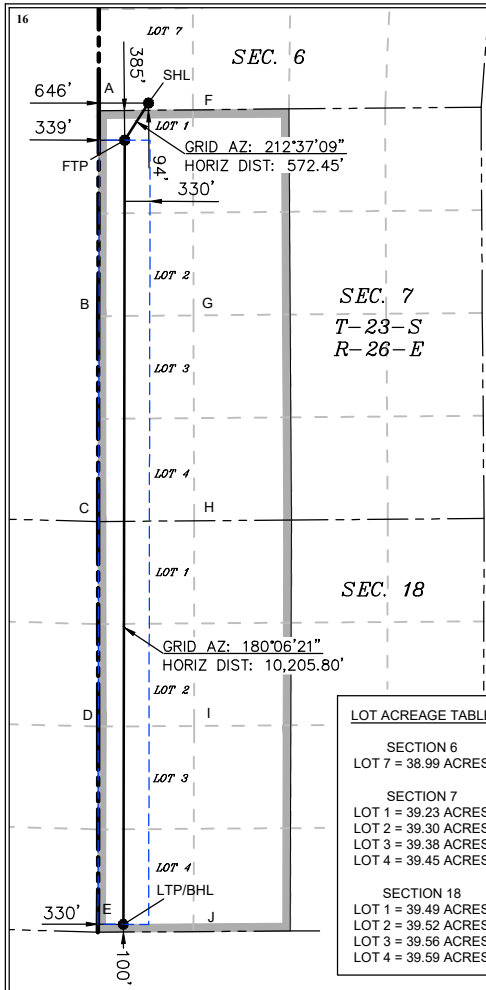 16
LOT 7
SEC. 6
385'
SHL
646'
A
F
339'
LOT 1
FTP
GRID AZ: 212°37'09"
HORIZ DIST: 572.45'
94'
330'
LOT 2
B
G
SEC. 7
T-23-S
R-26-E
LOT 3
LOT 4
C
H
LOT 1
SEC. 18
GRID AZ: 180°06'21"
HORIZ DIST: 10,205.80'
LOT 2
D
I
LOT 3
LOT 4
LTP/BHL
E
330'
J
100'
LOT ACREAGE TABLE
SECTION 6
LOT 7 = 38.99 ACRES
SECTION 7
LOT 1 = 39.23 ACRES
LOT 2 = 39.30 ACRES
LOT 3 = 39.38 ACRES
LOT 4 = 39.45 ACRES
SECTION 18
LOT 1 = 39.49 ACRES
LOT 2 = 39.52 ACRES
LOT 3 = 39.56 ACRES
LOT 4 = 39.59 ACRES